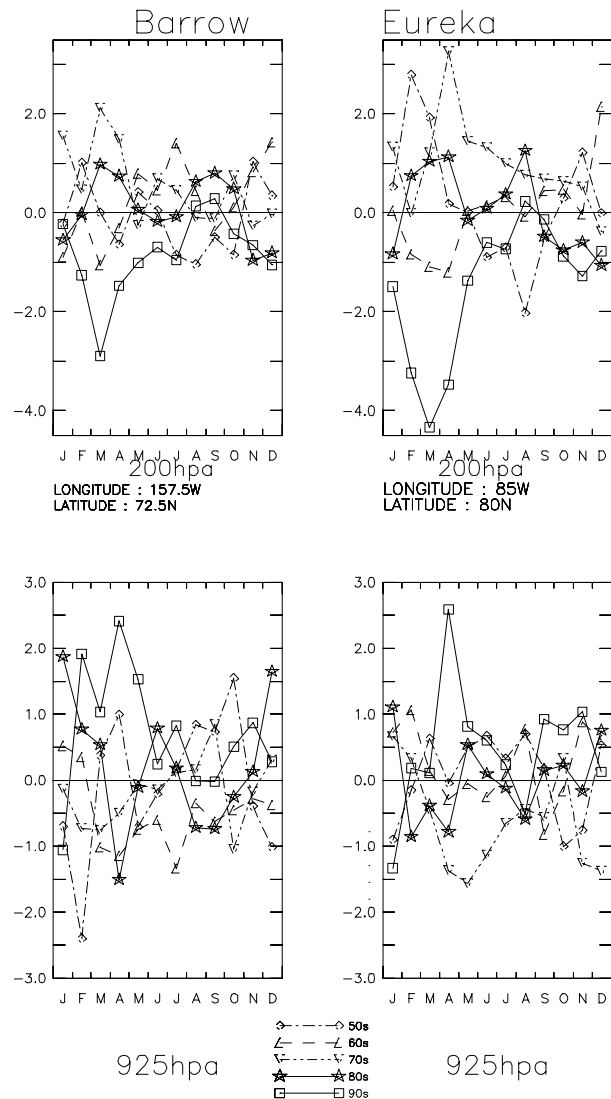 Barrow Eureka
2.0 2.0
0.0 0.0
-2.0 -2.0
-4.0 -4.0
J F M A M J J A S O N D J F M A M J J A S O N D
200hpa 200hpa
LONGITUDE : 157.5W LONGITUDE : 85W
LATITUDE : 72.5N LATITUDE : 80N
3.0 3.0
2.0 2.0
1.0 1.0
0.0 0.0
-1.0 -1.0
-2.0 -2.0
-3.0 -3.0
J F M A M J J A S O N D J F M A M J J A S O N D
50s
60s
70s
80s
90s
925hpa 925hpa